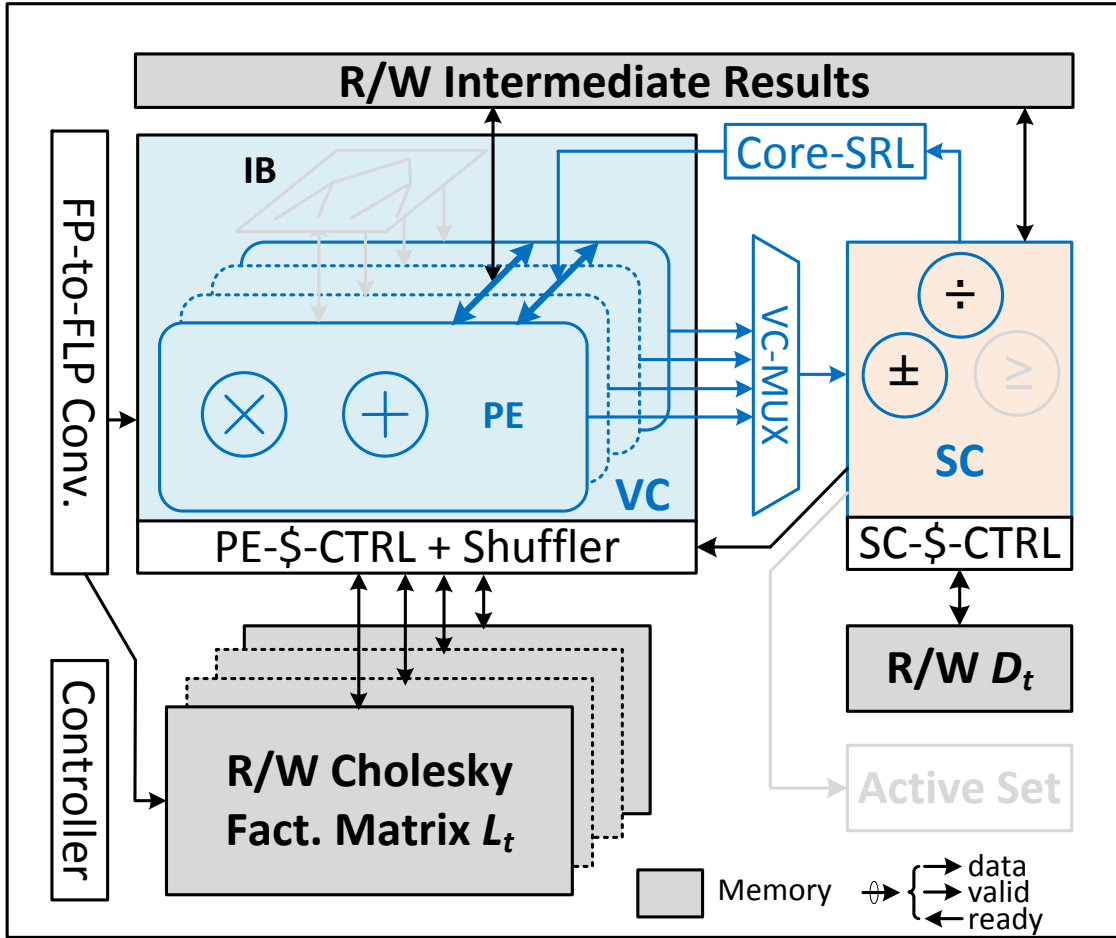 R/W Intermediate Results
FP-to-FLP Conv.
IB
Core-SRL
÷
±
≥
VC-MUX
×
+
PE
VC
SC
PE-$-CTRL + Shuffler
SC-$-CTRL
Controller
R/W Cholesky
Fact. Matrix Lt
R/W Dt
Active Set
Memory
data
valid
ready